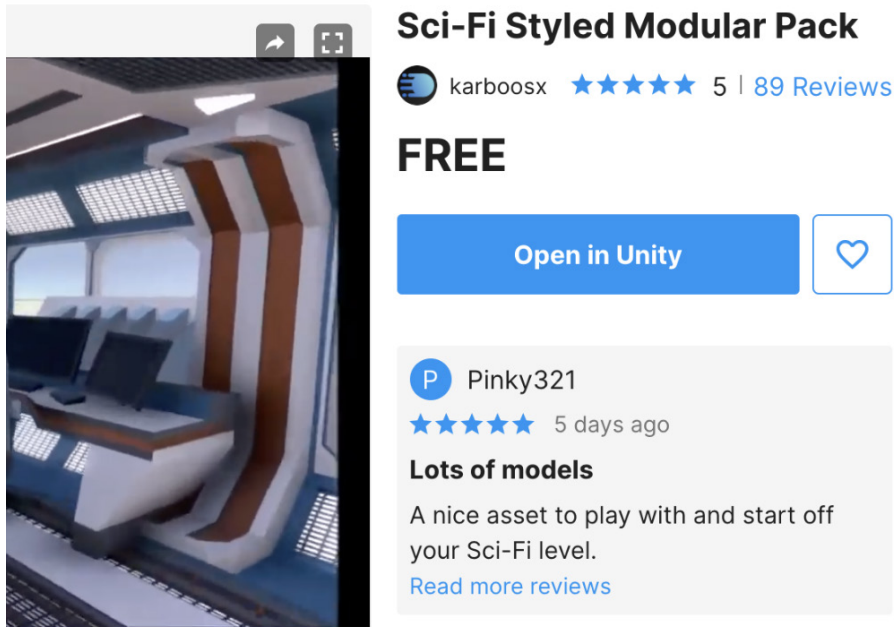 Sci-Fi Styled Modular Pack
karboosx 5 | 89 Reviews
FREE
Open in Unity
P Pinky321
5 days ago
Lots of models
A nice asset to play with and start off
your Sci-Fi level.
Read more reviews